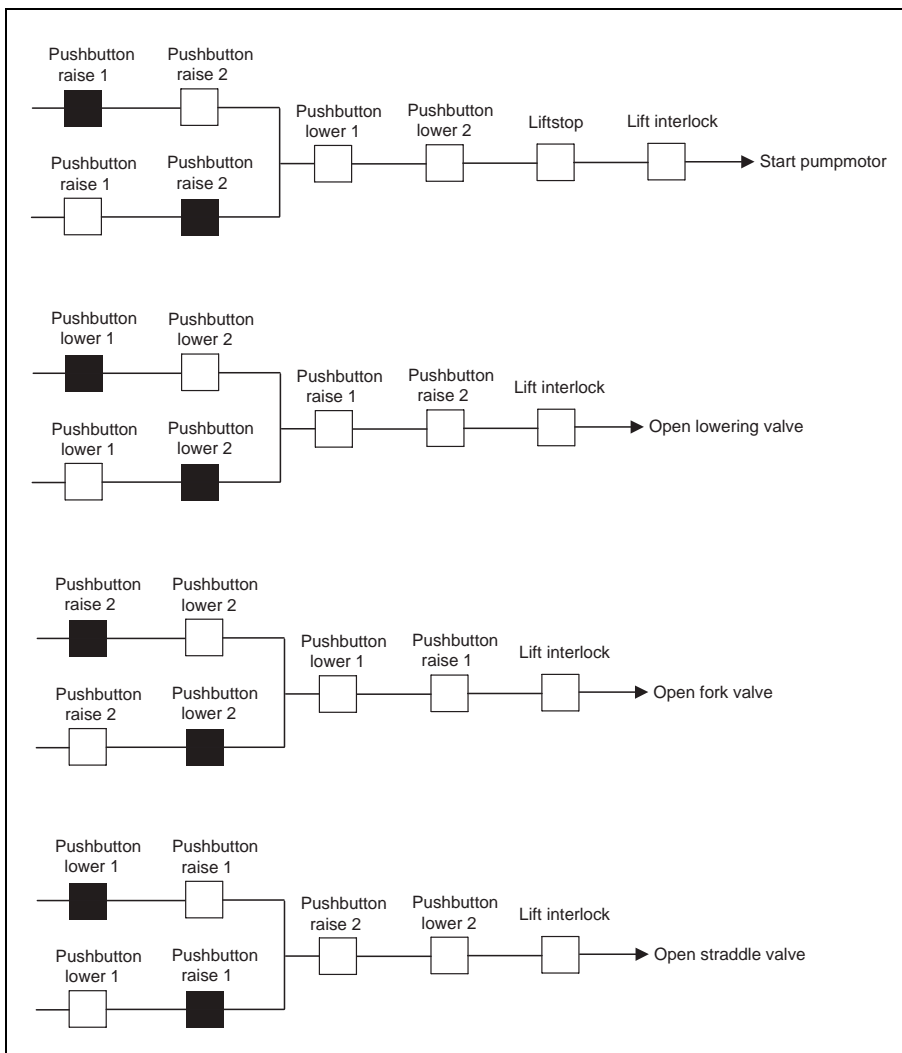 Pushbutton
raise 1
Pushbutton
raise 2
Pushbutton
lower 1
Pushbutton
lower 2
Liftstop
Lift interlock
Start pumpmotor
Pushbutton
raise 1
Pushbutton
raise 2
Pushbutton
lower 1
Pushbutton
lower 2
Pushbutton
raise 1
Pushbutton
raise 2
Lift interlock
Open lowering valve
Pushbutton
lower 1
Pushbutton
lower 2
Pushbutton
raise 2
Pushbutton
lower 2
Pushbutton
lower 1
Pushbutton
raise 1
Lift interlock
Open fork valve
Pushbutton
raise 2
Pushbutton
lower 2
Pushbutton
lower 1
Pushbutton
raise 1
Pushbutton
raise 2
Pushbutton
lower 2
Lift interlock
Open straddle valve
Pushbutton
lower 1
Pushbutton
raise 1